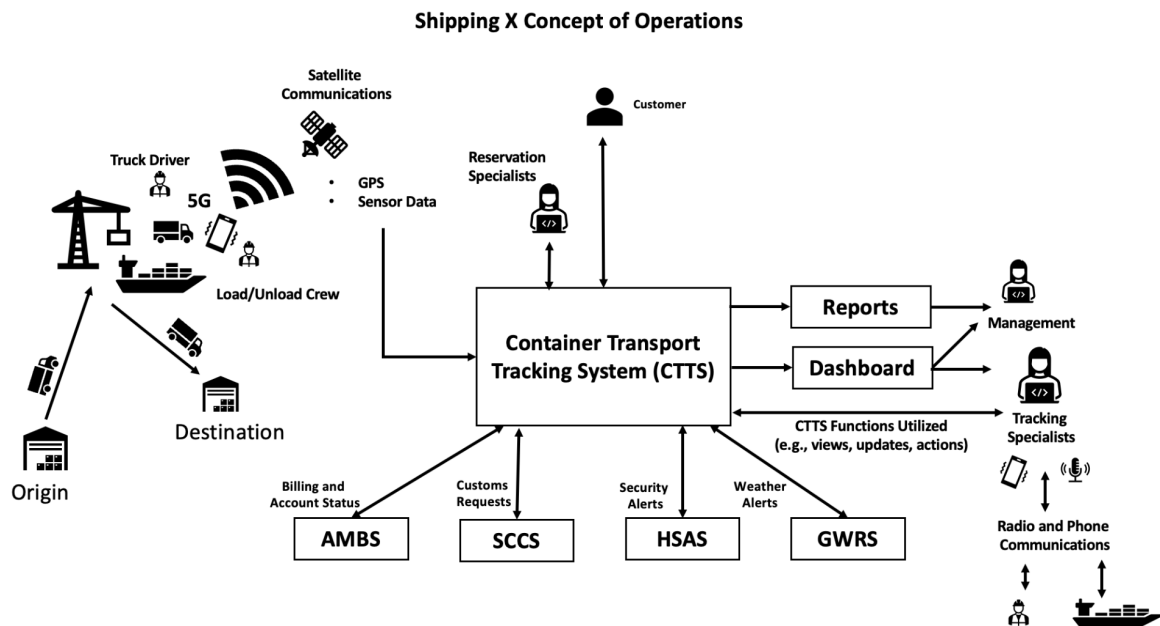 Shipping X Concept of Operations
Satellite
Communications
Customer
Truck Driver
Reservation
Specialists
5G
• GPS
• Sensor Data
Load/Unload Crew
Container Transport
Tracking System (CTTS)
Reports
Management
Dashboard
Destination
CTTS Functions Utilized
(e.g., views, updates, actions)
Tracking
Specialists
Origin
Billing and
Account Status
Customs
Requests
Security
Alerts
Weather
Alerts
AMBS
SCCS
HSAS
GWRS
Radio and Phone
Communications